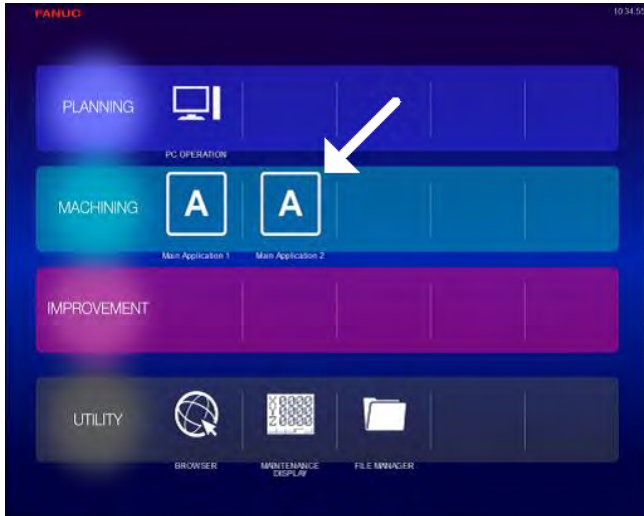 FANUC
10:34:55
PLANNING
PC OPERATION
MACHINING
A
A
Main Application 1
Main Application 2
IMPROVEMENT
UTILITY
BROWSER
MAINTENANCE
DISPLAY
FILE MANAGER